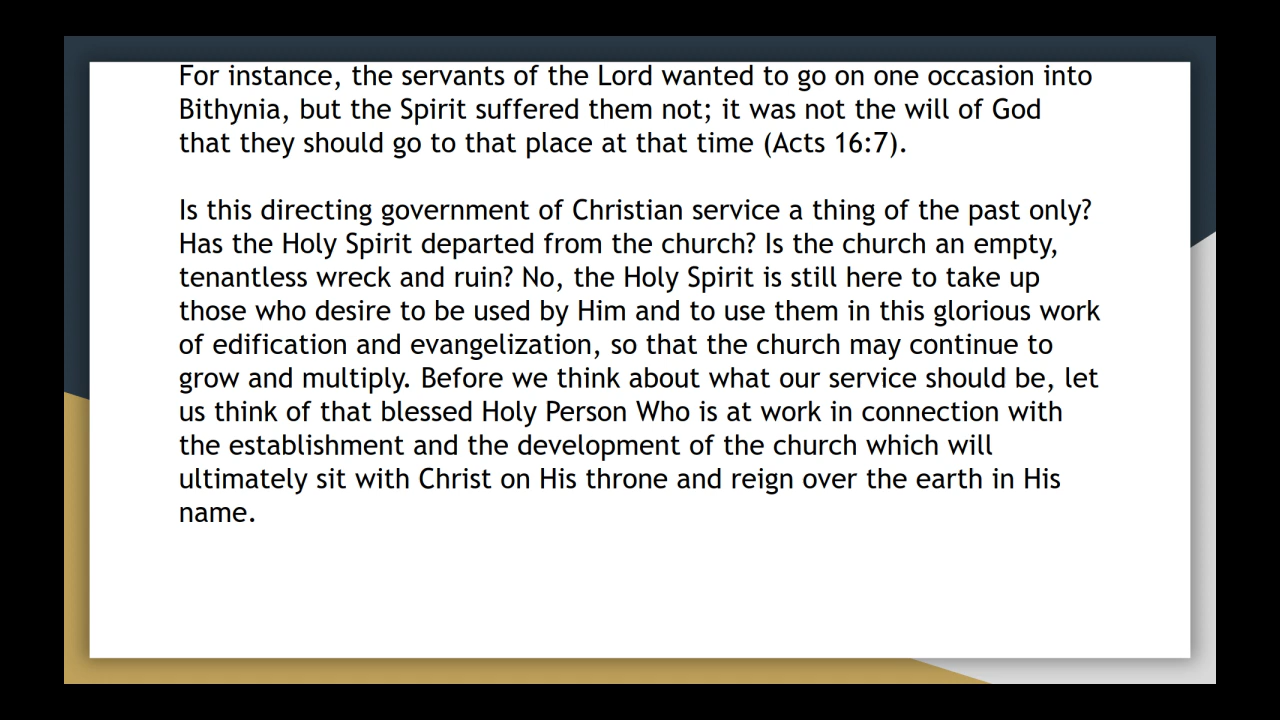 For instance, the servants of the Lord wanted to go on one occasion into
Bithynia, but the Spirit suffered them not; it was not the will of God
that they should go to that place at that time (Acts 16:7).
Is this directing government of Christian service a thing of the past only?
Has the Holy Spirit departed from the church? Is the church an empty,
tenantless wreck and ruin? No, the Holy Spirit is still here to take up
those who desire to be used by Him and to use them in this glorious work
of edification and evangelization, so that the church may continue to
grow and multiply. Before we think about what our service should be, let
us think of that blessed Holy Person Who is at work in connection with
the establishment and the development of the church which will
ultimately sit with Christ on His throne and reign over the earth in His
name.